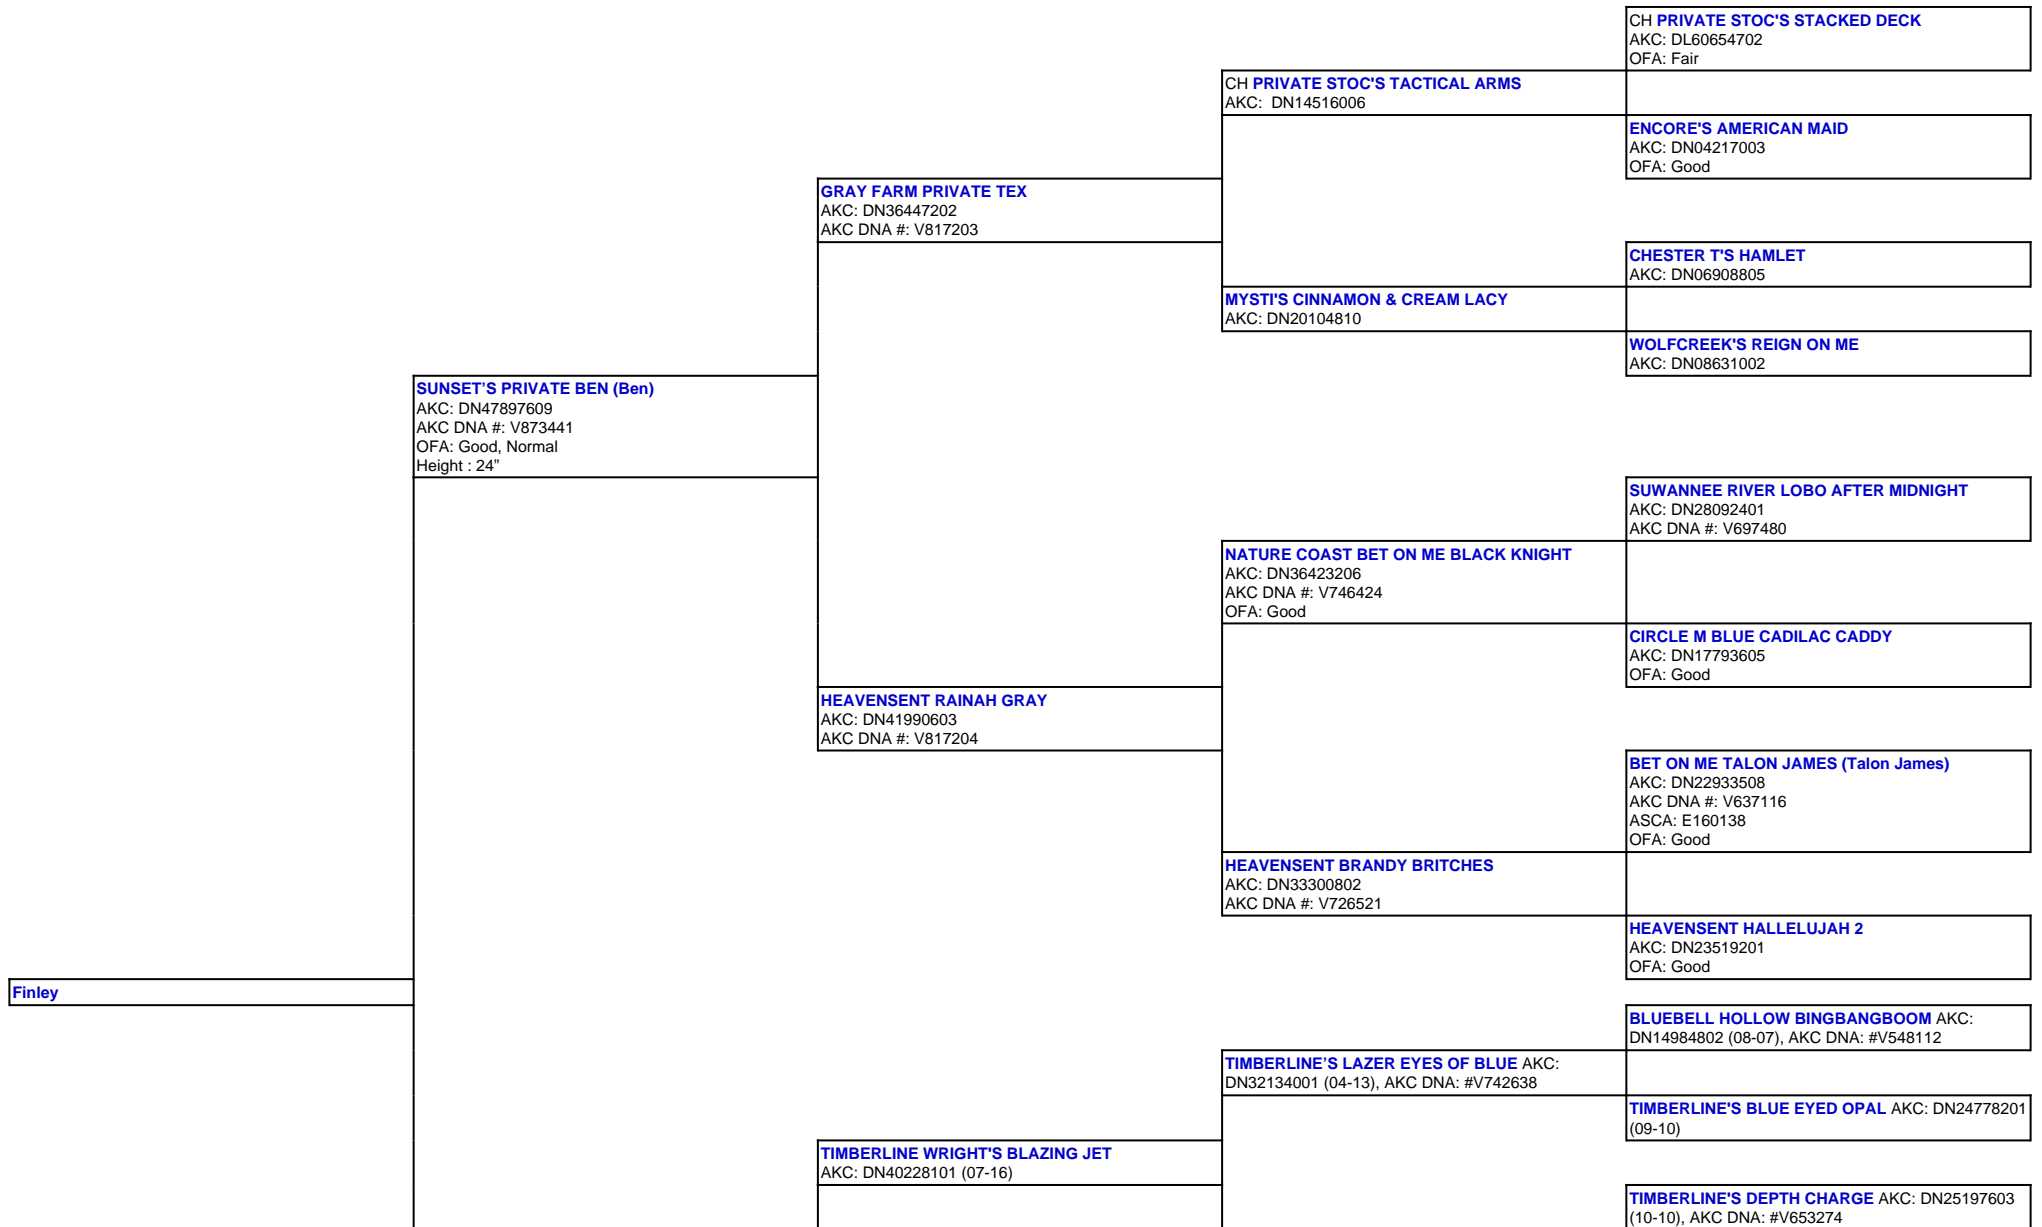 CH PRIVATE STOC'S STACKED DECK
AKC: DL60654702
OFA: Fair
CH PRIVATE STOC'S TACTICAL ARMS
AKC:  DN14516006
ENCORE'S AMERICAN MAID
AKC: DN04217003
OFA: Good
GRAY FARM PRIVATE TEX
AKC: DN36447202
AKC DNA #: V817203
CHESTER T'S HAMLET
AKC: DN06908805
MYSTI'S CINNAMON & CREAM LACY
AKC: DN20104810
WOLFCREEK'S REIGN ON ME
AKC: DN08631002
SUNSET’S PRIVATE BEN (Ben)
AKC: DN47897609
AKC DNA #: V873441
OFA: Good, Normal
Height : 24”
SUWANNEE RIVER LOBO AFTER MIDNIGHT
AKC: DN28092401
AKC DNA #: V697480
NATURE COAST BET ON ME BLACK KNIGHT
AKC: DN36423206
AKC DNA #: V746424
OFA: Good
CIRCLE M BLUE CADILAC CADDY
AKC: DN17793605
OFA: Good
HEAVENSENT RAINAH GRAY
AKC: DN41990603
AKC DNA #: V817204
BET ON ME TALON JAMES (Talon James)
AKC: DN22933508
AKC DNA #: V637116
ASCA: E160138
OFA: Good
HEAVENSENT BRANDY BRITCHES
AKC: DN33300802
AKC DNA #: V726521
HEAVENSENT HALLELUJAH 2
AKC: DN23519201
OFA: Good
Finley
BLUEBELL HOLLOW BINGBANGBOOM AKC:
DN14984802 (08-07), AKC DNA: #V548112
TIMBERLINE’S LAZER EYES OF BLUE AKC:
DN32134001 (04-13), AKC DNA: #V742638
TIMBERLINE'S BLUE EYED OPAL AKC: DN24778201
(09-10)
TIMBERLINE WRIGHT'S BLAZING JET
AKC: DN40228101 (07-16)
TIMBERLINE'S DEPTH CHARGE AKC: DN25197603
(10-10), AKC DNA: #V653274